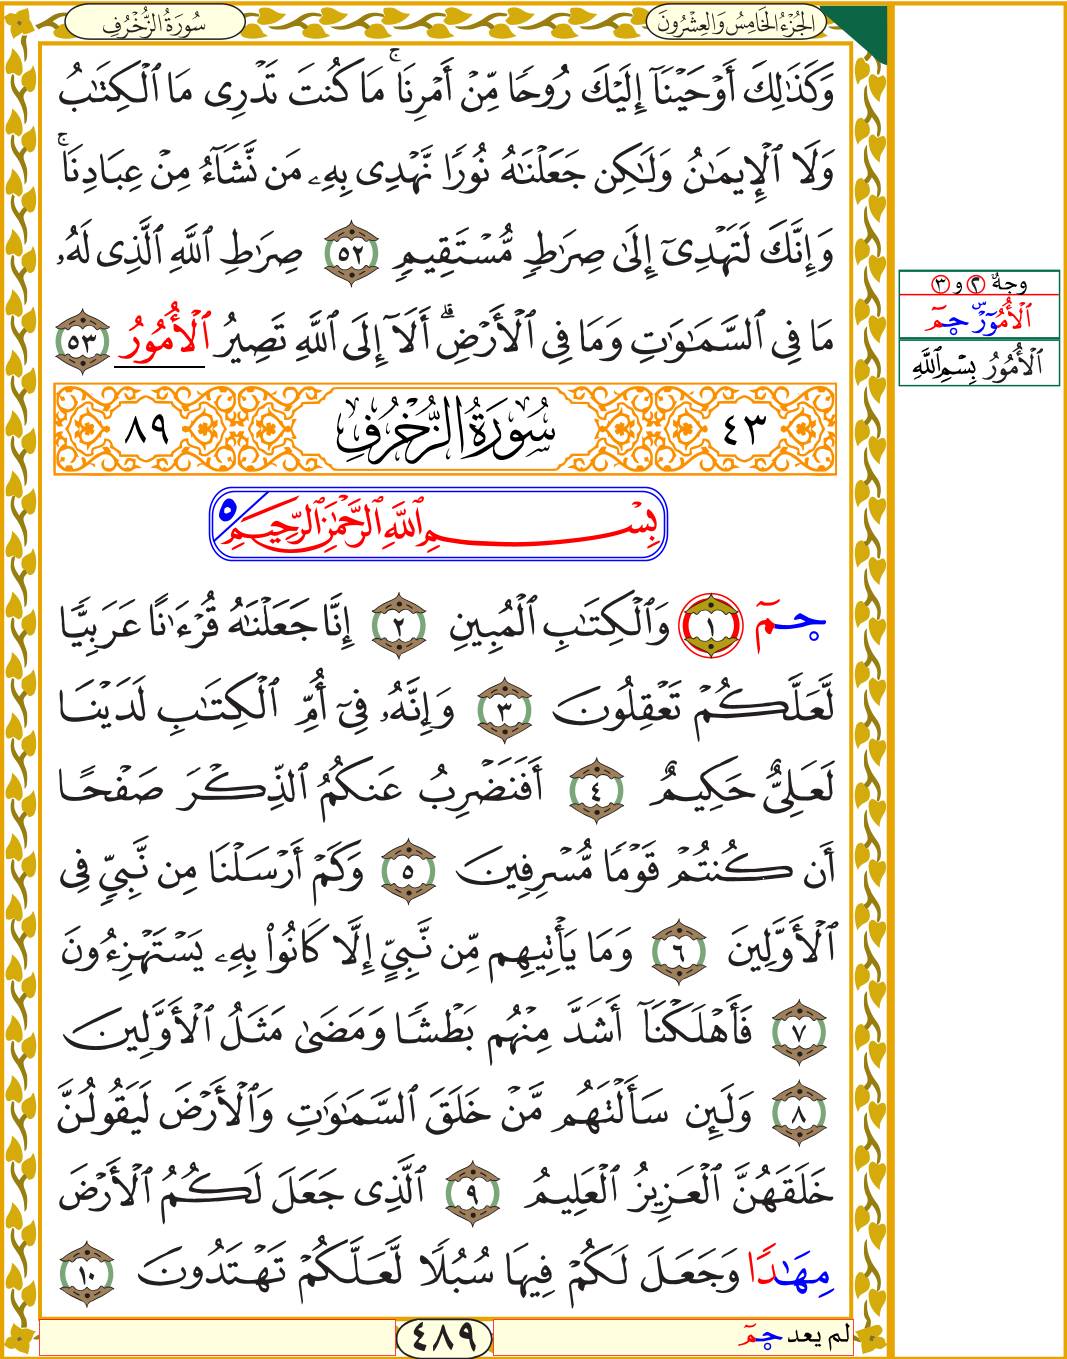 الجُزْءُ الخَامِسُ وَالعِشْرُونَ
سُورَةُ الزُّخْرُفِ
وَكَذَٰلِكَ أَوْحَيْنَآ إِلَيْكَ رُوحًا مِّنْ أَمْرِنَا ۚ مَا كُنتَ تَدْرِى مَا ٱلْكِتَٰبُ
وَلَا ٱلْإِيمَٰنُ وَلَٰكِن جَعَلْنَٰهُ نُورًا نَّهْدِى بِهِۦ مَن نَّشَآءُ مِنْ عِبَادِنَا ۚ
وَإِنَّكَ لَتَهْدِىٓ إِلَىٰ صِرَٰطٍ مُّسْتَقِيمٍ ٥٢ صِرَٰطِ ٱللَّهِ ٱلَّذِى لَهُۥ
مَا فِى ٱلسَّمَٰوَٰتِ وَمَا فِى ٱلْأَرْضِ ۗ أَلَآ إِلَى ٱللَّهِ تَصِيرُ ٱلْأُمُورُ ٥٣
٤٣ سُورَةُ الزُّخْرُفِ ٨٩
بِسْمِ ٱللَّهِ ٱلرَّحْمَٰنِ ٱلرَّحِيمِ ٥
حمٓ ١ وَٱلْكِتَٰبِ ٱلْمُبِينِ ٢ إِنَّا جَعَلْنَٰهُ قُرْءَٰنًا عَرَبِيًّا
لَّعَلَّكُمْ تَعْقِلُونَ ٣ وَإِنَّهُۥ فِىٓ أُمِّ ٱلْكِتَٰبِ لَدَيْنَا
لَعَلِىٌّ حَكِيمٌ ٤ أَفَنَضْرِبُ عَنكُمُ ٱلذِّكْرَ صَفْحًا
أَن كُنتُمْ قَوْمًا مُّسْرِفِينَ ٥ وَكَمْ أَرْسَلْنَا مِن نَّبِىٍّ فِى
ٱلْأَوَّلِينَ ٦ وَمَا يَأْتِيهِم مِّن نَّبِىٍّ إِلَّا كَانُوا۟ بِهِۦ يَسْتَهْزِءُونَ
٧ فَأَهْلَكْنَآ أَشَدَّ مِنْهُم بَطْشًا وَمَضَىٰ مَثَلُ ٱلْأَوَّلِينَ
٨ وَلَئِن سَأَلْتَهُم مَّنْ خَلَقَ ٱلسَّمَٰوَٰتِ وَٱلْأَرْضَ لَيَقُولُنَّ
خَلَقَهُنَّ ٱلْعَزِيزُ ٱلْعَلِيمُ ٩ ٱلَّذِى جَعَلَ لَكُمُ ٱلْأَرْضَ
مِهَٰدًا وَجَعَلَ لَكُمْ فِيهَا سُبُلًا لَّعَلَّكُمْ تَهْتَدُونَ ١٠
وجهٌ ٢ و ٣
ٱلْأُمُورُ س حمٓ
ٱلْأُمُورُ بِسْمِ ٱللَّهِ
لم يعد حمٓ
٤٨٩